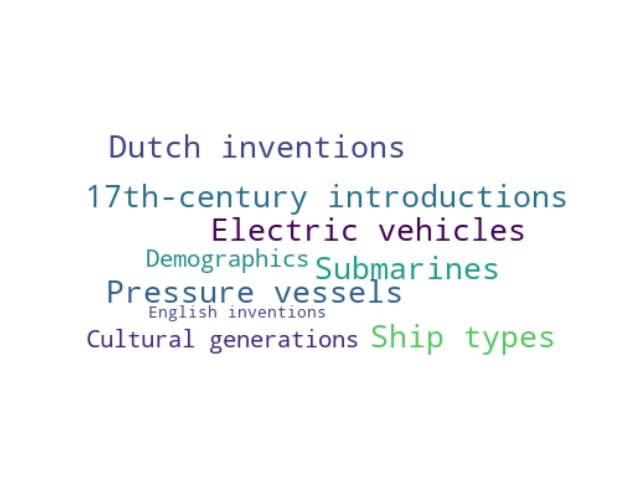 Dutch inventions
17th-century introductions
Electric vehicles
Demographics
Submarines
Pressure vessels
English inventions
Cultural generations
Ship types